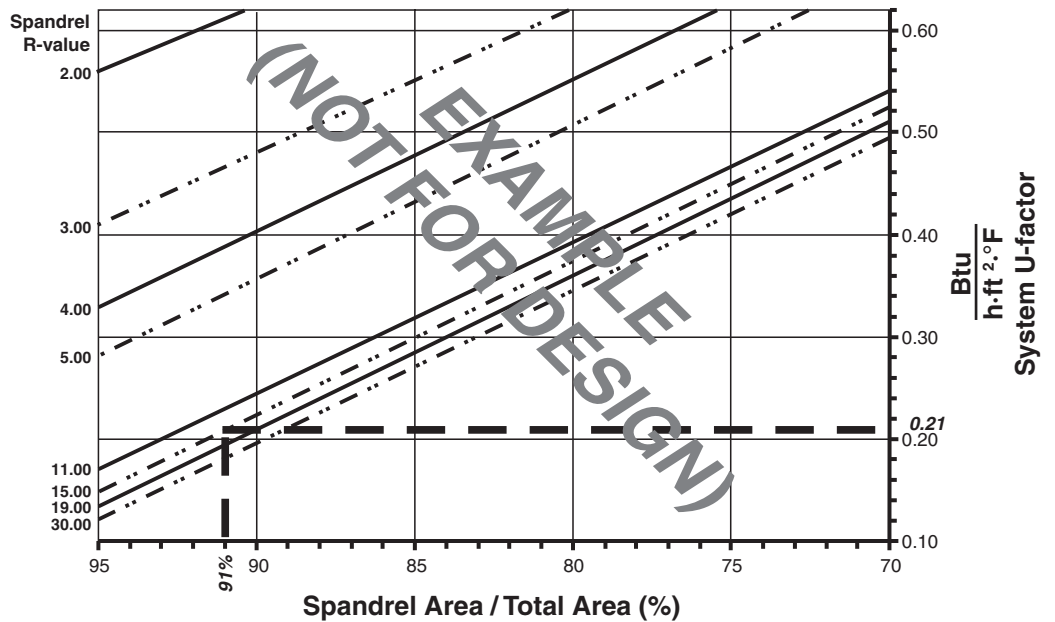 Spandrel
R-value
2.00
3.00
4.00
5.00
11.00
15.00
19.00
30.00
(NOT FOR DESIGN)
EXAMPLE
0.60
0.50
0.40
0.30
0.21
0.20
0.10
Btu
h·ft²·°F
System U-factor
95
91%
90
85
80
75
70
Spandrel Area / Total Area (%)